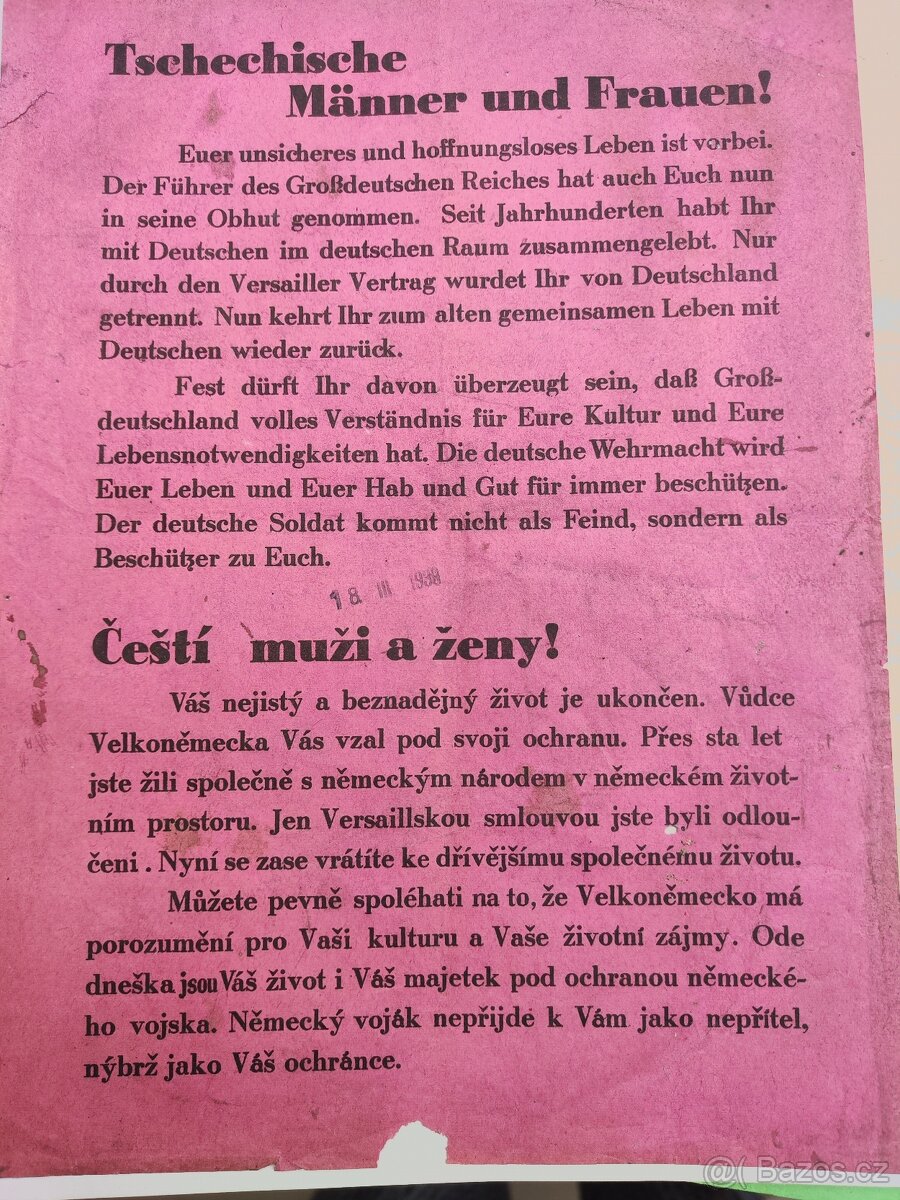 Tschechische
Männer und Frauen!
Euer unsicheres und hoffnungsloses Leben ist vorbei.
Der Führer des Großdeutschen Reiches hat auch Euch nun
in seine Obhut genommen. Seit Jahrhunderten habt Ihr
mit Deutschen im deutschen Raum zusammengelebt. Nur
durch den Versailler Vertrag wurdet Ihr von Deutschland
getrennt. Nun kehrt Ihr zum alten gemeinsamen Leben mit
Deutschen wieder zurück.
Fest dürft Ihr davon überzeugt sein, daß Groß-
deutschland volles Verständnis für Eure Kultur und Eure
Lebensnotwendigkeiten hat. Die deutsche Wehrmacht wird
Euer Leben und Euer Hab und Gut für immer beschützen.
Der deutsche Soldat kommt nicht als Feind, sondern als
Beschützer zu Euch.
18 III 1939
Čeští muži a ženy!
Váš nejistý a beznadějný život je ukončen. Vůdce
Velkoněmecka Vás vzal pod svoji ochranu. Přes sta let
jste žili společně s německým národem v německém život-
ním prostoru. Jen Versaillskou smlouvou jste byli odlou-
čeni. Nyní se zase vrátíte ke dřívějšímu společnému životu.
Můžete pevně spoléhati na to, že Velkoněmecko má
porozumění pro Vaši kulturu a Vaše životní zájmy. Ode
dneška jsou Váš život i Váš majetek pod ochranou německé-
ho vojska. Německý voják nepřijde k Vám jako nepřítel,
nýbrž jako Váš ochránce.
@( Bazos.cz